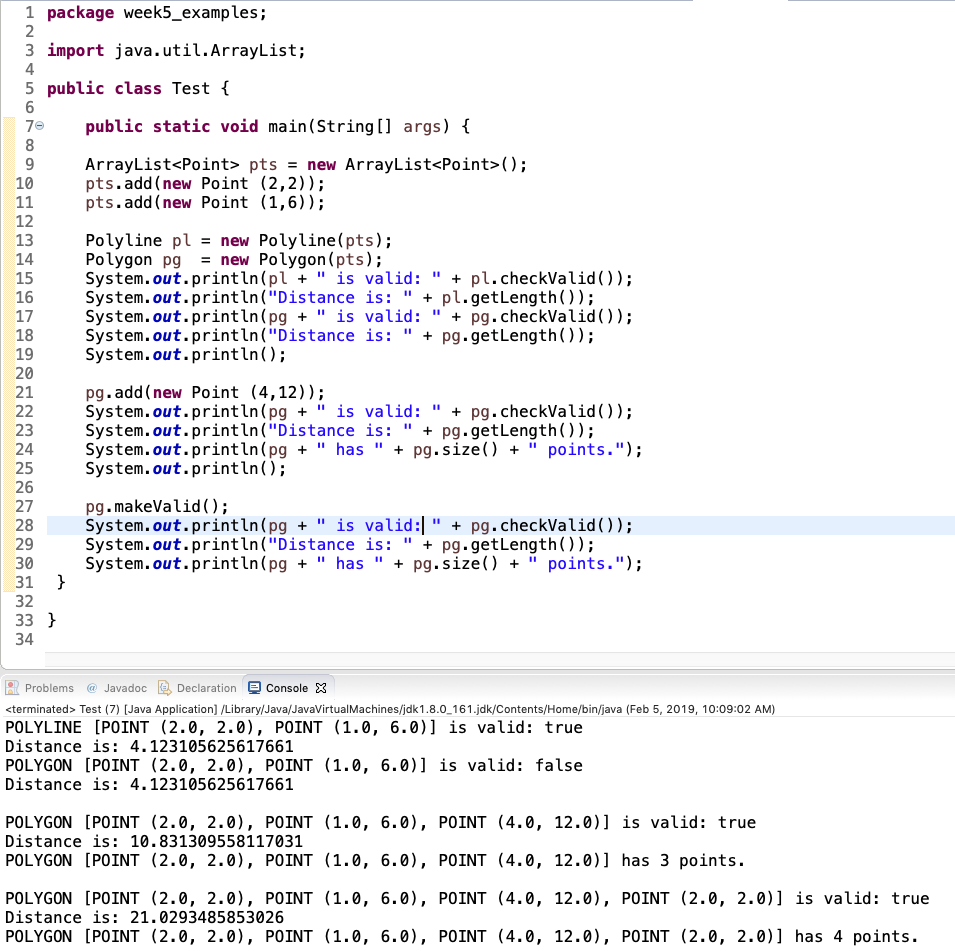 1 package week5_examples;
2
3 import java.util.ArrayList;
4
5 public class Test {
6
7 public static void main(String[] args) {
8
9 ArrayList<Point> pts = new ArrayList<Point>();
10 pts.add(new Point (2,2));
11 pts.add(new Point (1,6));
12
13 Polyline pl = new Polyline(pts);
14 Polygon pg  = new Polygon(pts);
15 System.out.println(pl + " is valid: " + pl.checkValid());
16 System.out.println("Distance is: " + pl.getLength());
17 System.out.println(pg + " is valid: " + pg.checkValid());
18 System.out.println("Distance is: " + pg.getLength());
19 System.out.println();
20
21 pg.add(new Point (4,12));
22 System.out.println(pg + " is valid: " + pg.checkValid());
23 System.out.println("Distance is: " + pg.getLength());
24 System.out.println(pg + " has " + pg.size() + " points.");
25 System.out.println();
26
27 pg.makeValid();
28 System.out.println(pg + " is valid: " + pg.checkValid());
29 System.out.println("Distance is: " + pg.getLength());
30 System.out.println(pg + " has " + pg.size() + " points.");
31 }
32
33 }
34
Problems @ Javadoc Declaration Console
<terminated> Test (7) [Java Application] /Library/Java/JavaVirtualMachines/jdk1.8.0_161.jdk/Contents/Home/bin/java (Feb 5, 2019, 10:09:02 AM)
POLYLINE [POINT (2.0, 2.0), POINT (1.0, 6.0)] is valid: true
Distance is: 4.123105625617661
POLYGON [POINT (2.0, 2.0), POINT (1.0, 6.0)] is valid: false
Distance is: 4.123105625617661
POLYGON [POINT (2.0, 2.0), POINT (1.0, 6.0), POINT (4.0, 12.0)] is valid: true
Distance is: 10.831309558117031
POLYGON [POINT (2.0, 2.0), POINT (1.0, 6.0), POINT (4.0, 12.0)] has 3 points.
POLYGON [POINT (2.0, 2.0), POINT (1.0, 6.0), POINT (4.0, 12.0), POINT (2.0, 2.0)] is valid: true
Distance is: 21.0293485853026
POLYGON [POINT (2.0, 2.0), POINT (1.0, 6.0), POINT (4.0, 12.0), POINT (2.0, 2.0)] has 4 points.